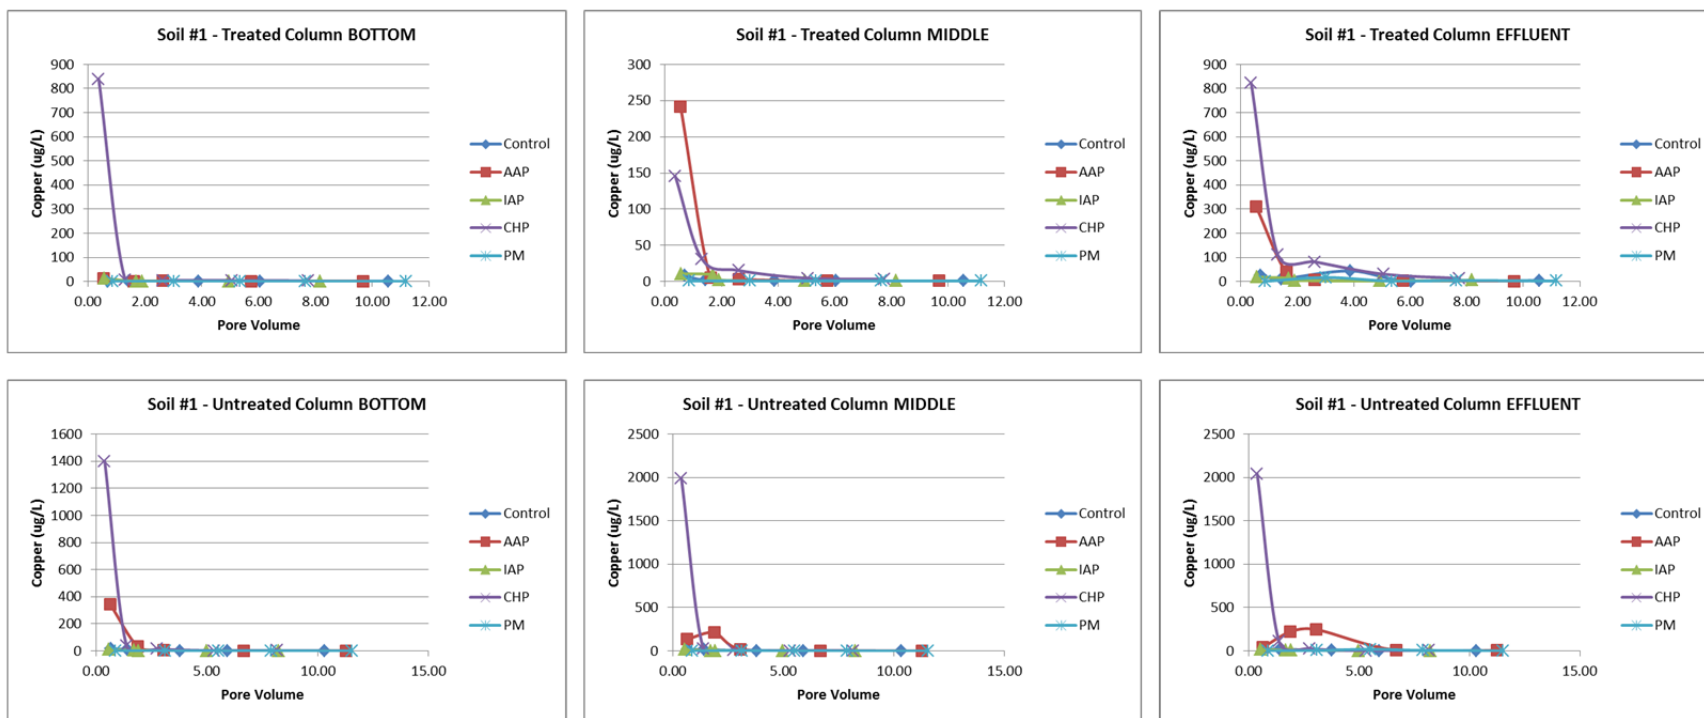 Soil #1 - Treated Column BOTTOM
Copper (ug/L)
900
800
700
600
500
400
300
200
100
0
0.00 2.00 4.00 6.00 8.00 10.00 12.00
Pore Volume
Control
AAP
IAP
CHP
PM
Soil #1 - Treated Column MIDDLE
Copper (ug/L)
300
250
200
150
100
50
0
0.00 2.00 4.00 6.00 8.00 10.00 12.00
Pore Volume
Control
AAP
IAP
CHP
PM
Soil #1 - Treated Column EFFLUENT
Copper (ug/L)
900
800
700
600
500
400
300
200
100
0
0.00 2.00 4.00 6.00 8.00 10.00 12.00
Pore Volume
Control
AAP
IAP
CHP
PM
Soil #1 - Untreated Column BOTTOM
Copper (ug/L)
1600
1400
1200
1000
800
600
400
200
0
0.00 5.00 10.00 15.00
Pore Volume
Control
AAP
IAP
CHP
PM
Soil #1 - Untreated Column MIDDLE
Copper (ug/L)
2500
2000
1500
1000
500
0
0.00 5.00 10.00 15.00
Pore Volume
Control
AAP
IAP
CHP
PM
Soil #1 - Untreated Column EFFLUENT
Copper (ug/L)
2500
2000
1500
1000
500
0
0.00 5.00 10.00 15.00
Pore Volume
Control
AAP
IAP
CHP
PM